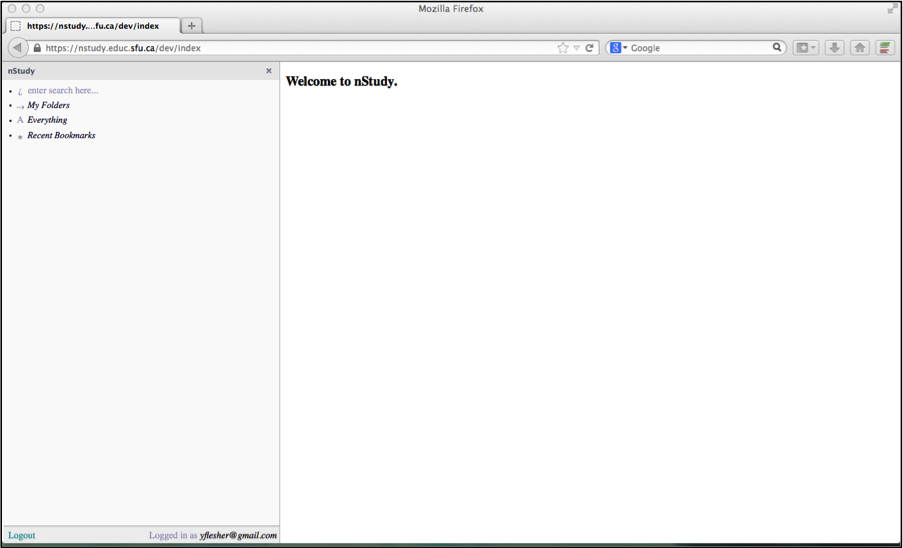 Mozilla Firefox
https://nstudy....fu.ca/dev/index
https://nstudy.educ.sfu.ca/dev/index
Google
nStudy
¿ enter search here...
→ My Folders
A Everything
* Recent Bookmarks
Welcome to nStudy.
Logout
Logged in as yflesher@gmail.com